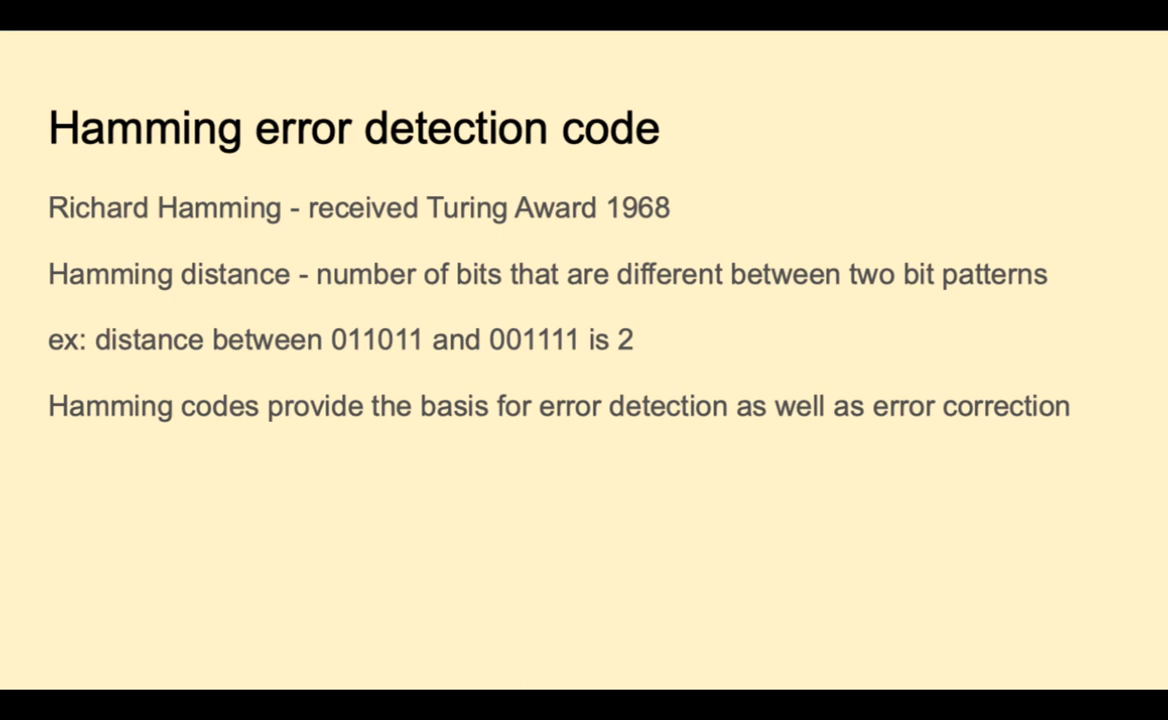 Hamming error detection code
Richard Hamming - received Turing Award 1968
Hamming distance - number of bits that are different between two bit patterns
ex: distance between 011011 and 001111 is 2
Hamming codes provide the basis for error detection as well as error correction